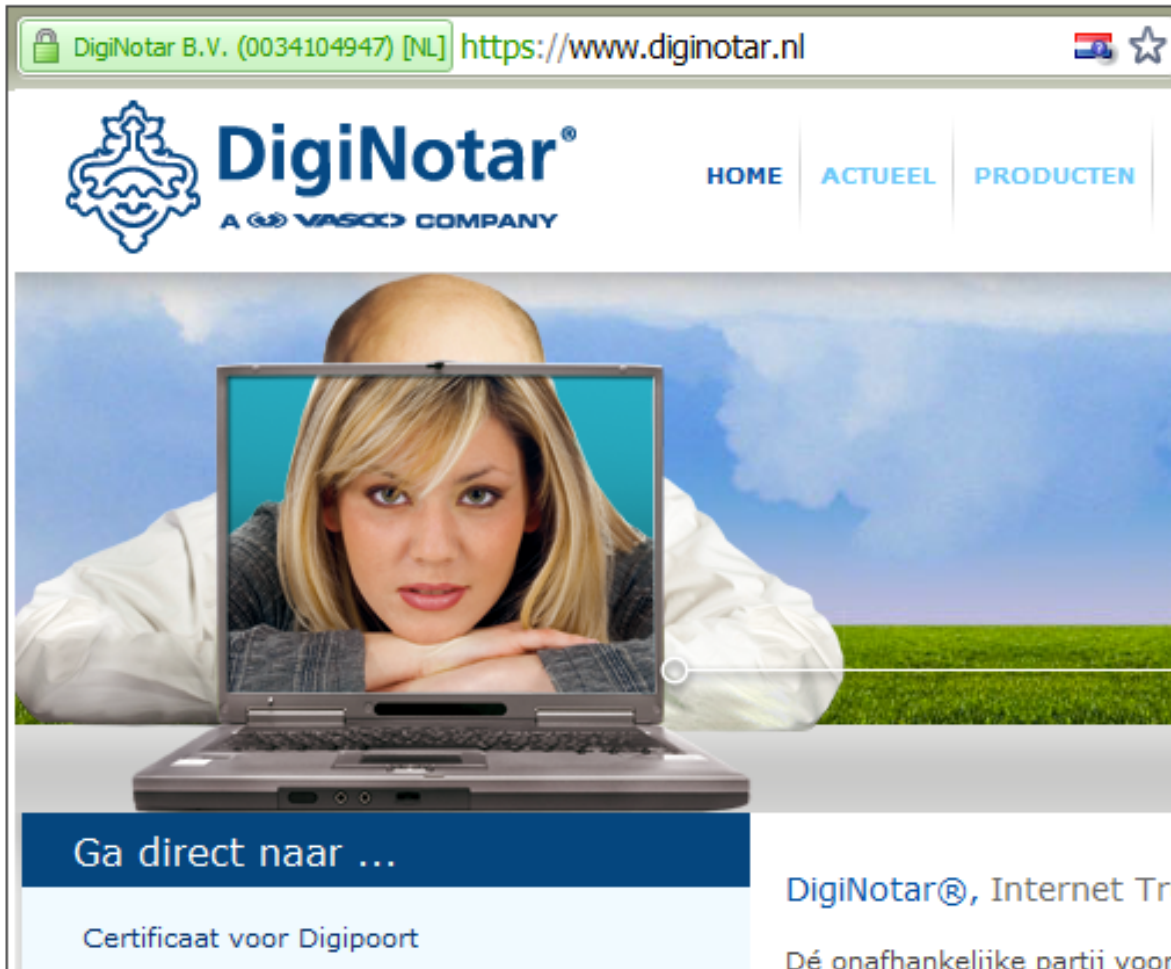 DigiNotar B.V. (0034104947) [NL] https://www.diginotar.nl
DigiNotar®
A VASCO COMPANY
HOME ACTUEEL PRODUCTEN
Ga direct naar ...
Certificaat voor Digipoort
DigiNotar®, Internet Tr
Dé onafhankelijke partij voor